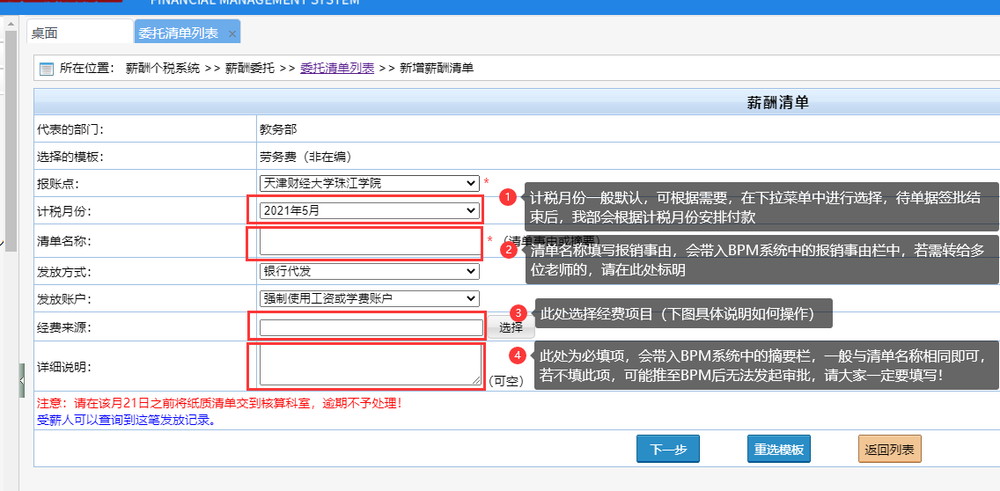 FINANCIAL MANAGEMENT SYSTEM
桌面
委托清单列表 ×
所在位置： 薪酬个税系统 >> 薪酬委托 >> 委托清单列表 >> 新增薪酬清单
薪酬清单
代表的部门： 教务部
选择的模板： 劳务费（非在编）
报账点： 天津财经大学珠江学院 *
计税月份： 2021年5月
1 计税月份一般默认，可根据需要，在下拉菜单中进行选择，待单据签批结
束后，我部会根据计税月份安排付款
清单名称： * （清单事由或摘要）
2 清单名称填写报销事由，会带入BPM系统中的报销事由栏中，若需转给多
位老师的，请在此处标明
发放方式： 银行代发
发放账户： 强制使用工资或学费账户
3 此处选择经费项目（下图具体说明如何操作）
经费来源： 选择
详细说明： （可空）
4 此处为必填项，会带入BPM系统中的摘要栏，一般与清单名称相同即可，
若不填此项，可能推至BPM后无法发起审批，请大家一定要填写！
注意：请在该月21日之前将纸质清单交到核算科室，逾期不予处理！
受薪人可以查询到这笔发放记录。
下一步 重选模板 返回列表